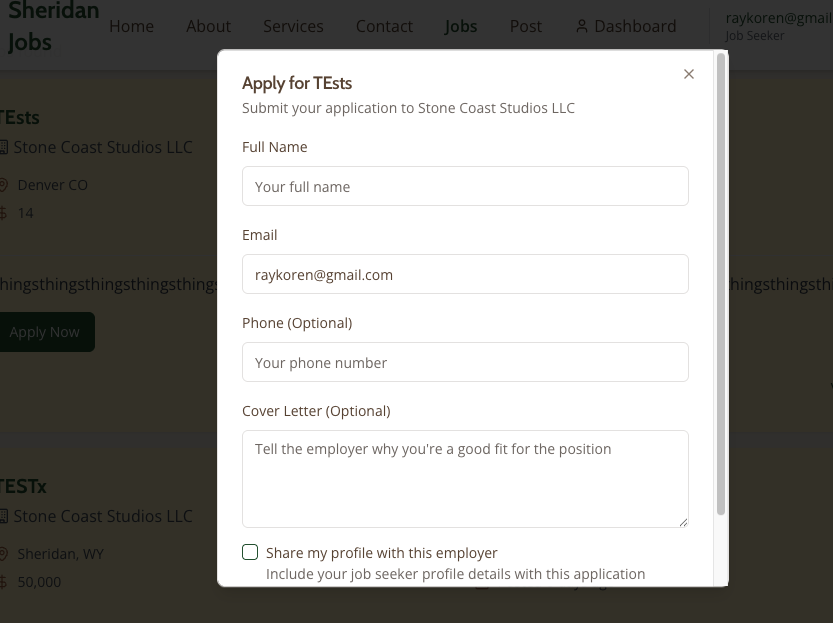 Sheridan Jobs
Home
About
Services
Contact
Jobs
Post
Dashboard
raykoren@gmail
Job Seeker
TEsts
Stone Coast Studios LLC
Denver CO
14
hingsthingsthingsthingsthings
hingsthingsth
Apply Now
TESTx
Stone Coast Studios LLC
Sheridan, WY
50,000
Apply for TEsts
Submit your application to Stone Coast Studios LLC
Full Name
Your full name
Email
raykoren@gmail.com
Phone (Optional)
Your phone number
Cover Letter (Optional)
Tell the employer why you're a good fit for the position
Share my profile with this employer
Include your job seeker profile details with this application